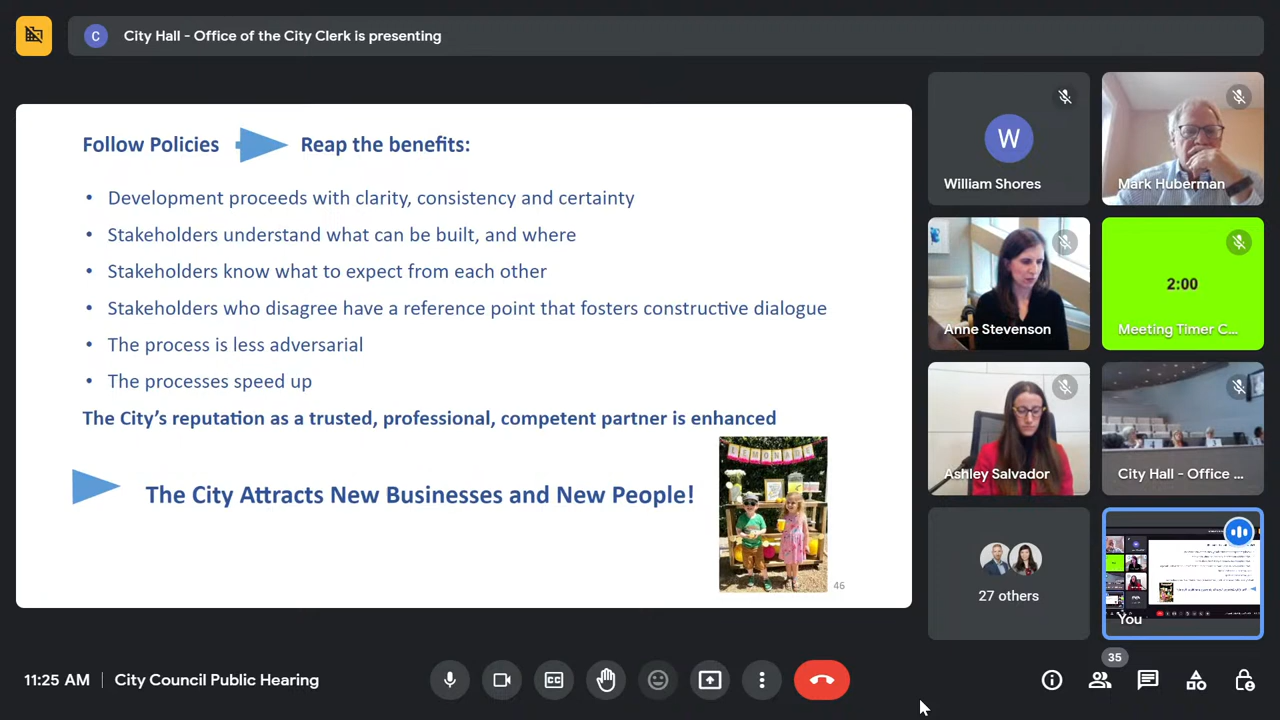 C
City Hall - Office of the City Clerk is presenting
Follow Policies Reap the benefits:
• Development proceeds with clarity, consistency and certainty
• Stakeholders understand what can be built, and where
• Stakeholders know what to expect from each other
• Stakeholders who disagree have a reference point that fosters constructive dialogue
• The process is less adversarial
• The processes speed up
The City's reputation as a trusted, professional, competent partner is enhanced
The City Attracts New Businesses and New People!
46
W
William Shores
Mark Huberman
Anne Stevenson
2:00
Meeting Timer C...
Ashley Salvador
City Hall - Office ...
27 others
You
11:25 AM City Council Public Hearing
35